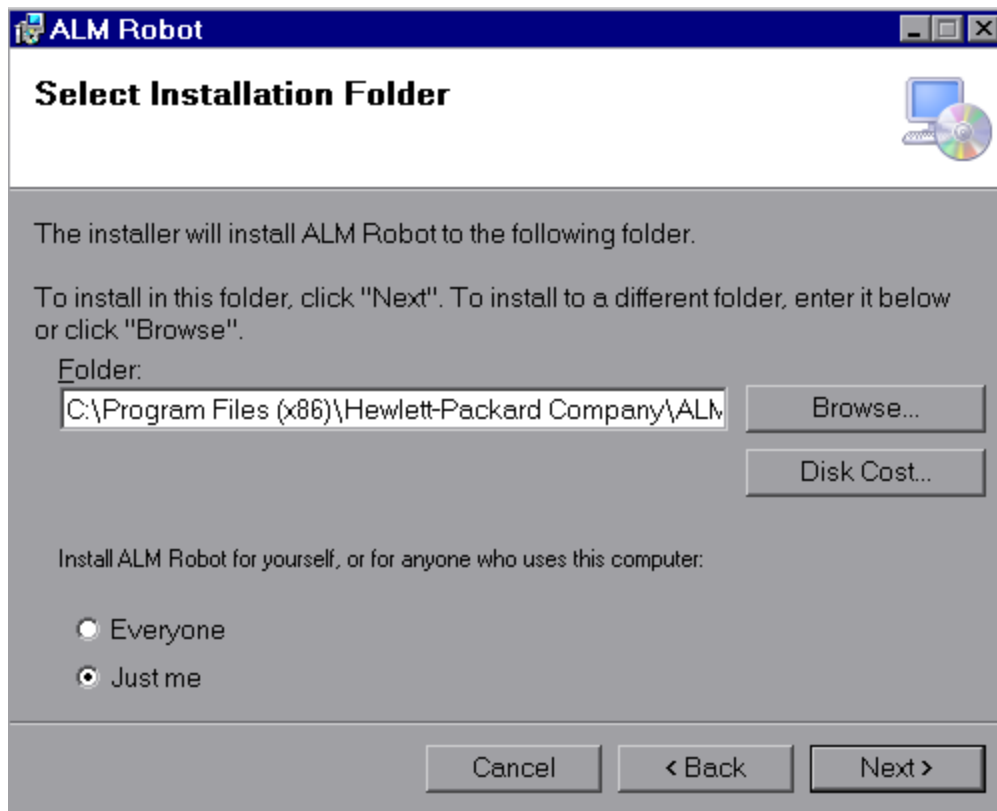 ALM Robot
Select Installation Folder
The installer will install ALM Robot to the following folder.
To install in this folder, click "Next". To install to a different folder, enter it below
or click "Browse".
Folder:
C:\Program Files (x86)\Hewlett-Packard Company\ALM
Browse...
Disk Cost...
Install ALM Robot for yourself, or for anyone who uses this computer:
Everyone
Just me
Cancel
< Back
Next >